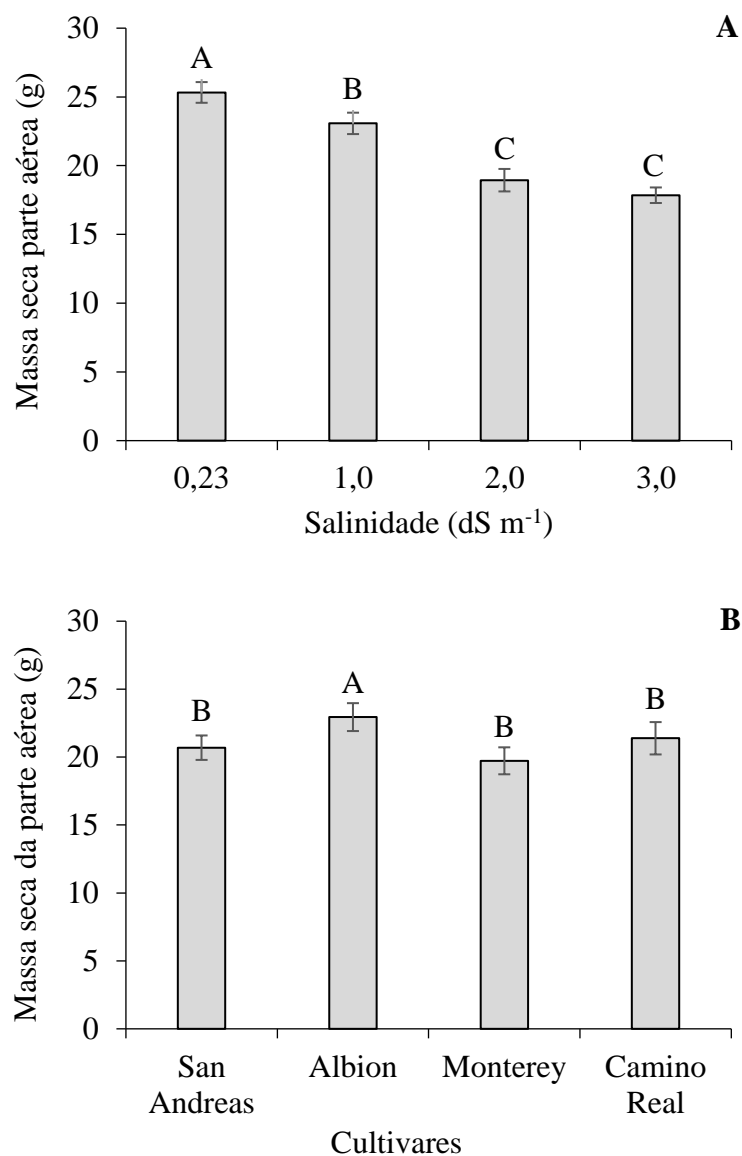 A
Massa seca parte aérea (g)
30
25
20
15
10
5
0
A
B
C
C
0,23 1,0 2,0 3,0
Salinidade (dS m-1)
B
Massa seca da parte aérea (g)
30
25
20
15
10
5
0
B
A
B
B
San Andreas
Albion
Monterey
Camino Real
Cultivares